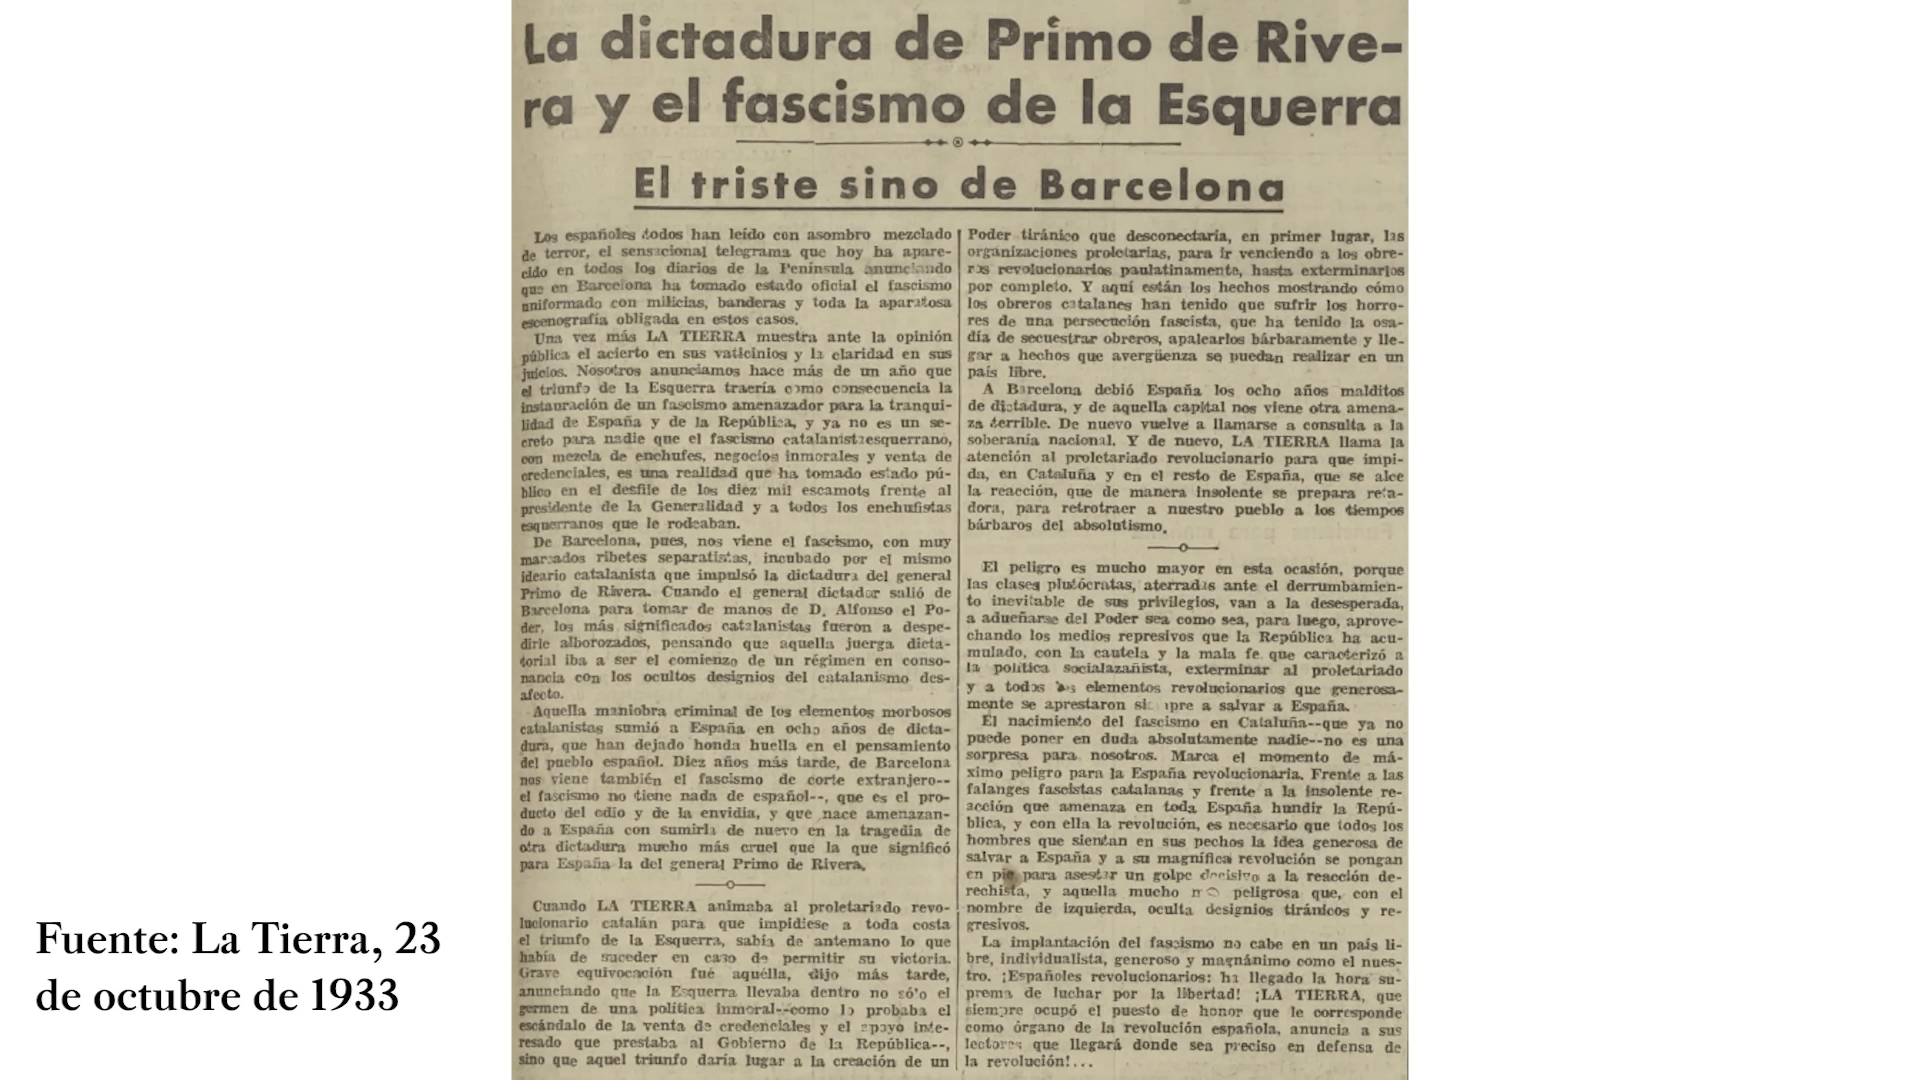 La dictadura de Primo de Rive-
ra y el fascismo de la Esquerra
El triste sino de Barcelona
Los españoles todos han leído con asombro mezclado
de terror, el sensacional telegrama que hoy ha apare-
cido en todos los diarios de la Península anunciando
que en Barcelona ha tomado estado oficial el fascismo
uniformado con milicias, banderas y toda la aparatosa
escenografía obligada en estos casos.
Una vez más LA TIERRA muestra ante la opinión
pública el acierto en sus vaticinios y la claridad en sus
juicios. Nosotros anunciamos hace más de un año que
el triunfo de la Esquerra traería como consecuencia la
instauración de un fascismo amenazador para la tranqui-
lidad de España y de la República, y ya no es un se-
creto para nadie que el fascismo catalanistaesquerrano,
con mezcla de enchufes, negocios inmorales y venta de
credenciales, es una realidad que ha tomado estado pú-
blico en el desfile de los diez mil escamots frente al
presidente de la Generalidad y a todos los enchufistas
esquerranos que le rodeaban.
De Barcelona, pues, nos viene el fascismo, con muy
marcados ribetes separatistas, incubado por el mismo
ideario catalanista que impulsó la dictadura del general
Primo de Rivera. Cuando el general dictador salió de
Barcelona para tomar de manos de D. Alfonso el Po-
der, los más significados catalanistas fueron a despe-
dirle alborozados, pensando que aquella juerga dicta-
torial iba a ser el comienzo de un régimen en conso-
nancia con los ocultos designios del catalanismo des-
afecto.
Aquella maniobra criminal de los elementos morbosos
catalanistas sumió a España en ocho años de dicta-
dura, que han dejado honda huella en el pensamiento
del pueblo español. Diez años más tarde, de Barcelona
nos viene también el fascismo de corte extranjero--
el fascismo no tiene nada de español--, que es el pro-
ducto del odio y de la envidia, y que nace amenazan-
do a España con sumirla de nuevo en la tragedia de
otra dictadura mucho más cruel que la que significó
para España la del general Primo de Rivera.
Cuando LA TIERRA animaba al proletariado revo-
lucionario catalán para que impidiese a toda costa
el triunfo de la Esquerra, sabía de antemano lo que
había de suceder en caso de permitir su victoria.
Grave equivocación fué aquélla, dijo más tarde,
anunciando que la Esquerra llevaba dentro no sólo el
germen de una política inmoral--como lo probaba el
escándalo de la venta de credenciales y el apoyo inte-
resado que prestaba al Gobierno de la República--,
sino que aquel triunfo daría lugar a la creación de un
Poder tiránico que desconectaría, en primer lugar, las
organizaciones proletarias, para ir venciendo a los obre-
ros revolucionarios paulatinamente, hasta exterminarlos
por completo. Y aquí están los hechos mostrando cómo
los obreros catalanes han tenido que sufrir los horro-
res de una persecución fascista, que ha tenido la osa-
día de secuestrar obreros, apalearlos bárbaramente y lle-
gar a hechos que avergüenza se puedan realizar en un
país libre.
A Barcelona debió España los ocho años malditos
de dictadura, y de aquella capital nos viene otra amena-
za terrible. De nuevo vuelve a llamarse a consulta a la
soberanía nacional. Y de nuevo, LA TIERRA llama la
atención al proletariado revolucionario para que impi-
da, en Cataluña y en el resto de España, que se alce
la reacción, que de manera insolente se prepara reta-
dora, para retrotraer a nuestro pueblo a los tiempos
bárbaros del absolutismo.
El peligro es mucho mayor en esta ocasión, porque
las clases plutócratas, aterradas ante el derrumbamien-
to inevitable de sus privilegios, van a la desesperada,
a adueñarse del Poder sea como sea, para luego, aprove-
chando los medios represivos que la República ha acu-
mulado, con la cautela y la mala fe que caracterizó a
la política socialazañista, exterminar al proletariado
y a todos los elementos revolucionarios que generosa-
mente se aprestaron siempre a salvar a España.
El nacimiento del fascismo en Cataluña--que ya no
puede poner en duda absolutamente nadie--no es una
sorpresa para nosotros. Marca el momento de má-
ximo peligro para la España revolucionaria. Frente a las
falanges fascistas catalanas y frente a la insolente re-
acción que amenaza en toda España hundir la Repú-
blica, y con ella la revolución, es necesario que todos los
hombres que sientan en sus pechos la idea generosa de
salvar a España y a su magnífica revolución se pongan
en pie para asestar un golpe decisivo a la reacción de-
rechista, y aquella mucho más peligrosa que, con el
nombre de izquierda, oculta designios tiránicos y re-
gresivos.
La implantación del fascismo no cabe en un país li-
bre, individualista, generoso y magnánimo como el nues-
tro. ¡Españoles revolucionarios: ha llegado la hora su-
prema de luchar por la libertad! ¡LA TIERRA, que
siempre ocupó el puesto de honor que le corresponde
como órgano de la revolución española, anuncia a sus
lectores que llegará donde sea preciso en defensa de
la revolución!...
Fuente: La Tierra, 23
de octubre de 1933